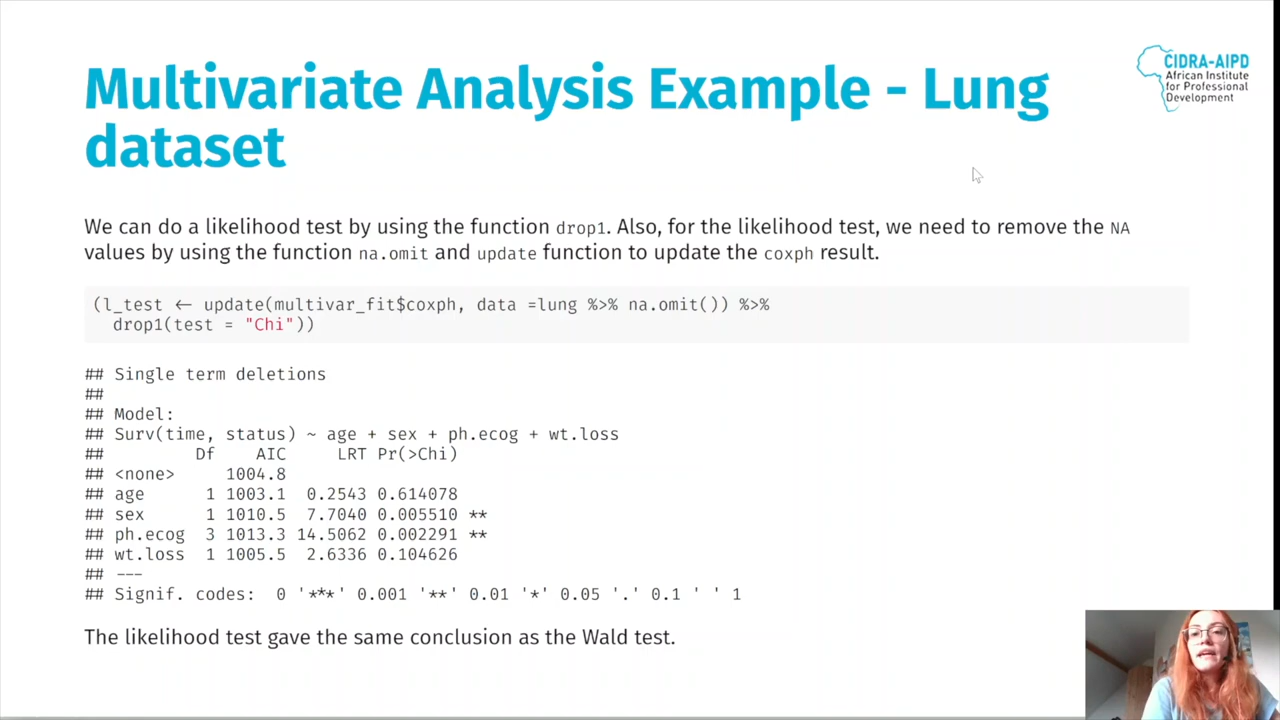 Multivariate Analysis Example - Lung
dataset
CIDRA-AIPD
African Institute
for Professional
Development
We can do a likelihood test by using the function drop1. Also, for the likelihood test, we need to remove the NA
values by using the function na.omit and update function to update the coxph result.
(l_test <- update(multivar_fit$coxph, data =lung %>% na.omit()) %>%
drop1(test = "Chi"))
## Single term deletions
##
## Model:
## Surv(time, status) ~ age + sex + ph.ecog + wt.loss
## Df AIC LRT Pr(>Chi)
## <none> 1004.8
## age 1 1003.1 0.2543 0.614078
## sex 1 1010.5 7.7040 0.005510 **
## ph.ecog 3 1013.3 14.5062 0.002291 **
## wt.loss 1 1005.5 2.6336 0.104626
## ---
## Signif. codes: 0 '***' 0.001 '**' 0.01 '*' 0.05 '.' 0.1 ' ' 1
The likelihood test gave the same conclusion as the Wald test.